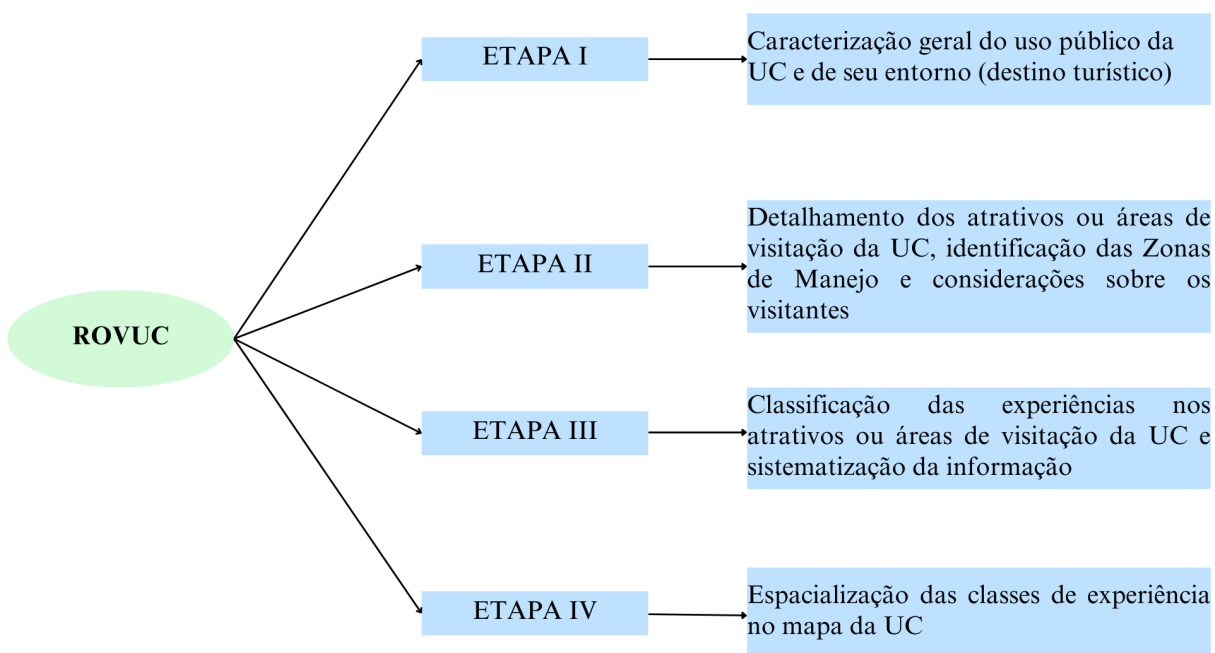 ETAPA I
Caracterização geral do uso público da
UC e de seu entorno (destino turístico)
ETAPA II
Detalhamento dos atrativos ou áreas de
visitação da UC, identificação das Zonas
de Manejo e considerações sobre os
visitantes
ROVUC
ETAPA III
Classificação das experiências nos
atrativos ou áreas de visitação da UC e
sistematização da informação
ETAPA IV
Espacialização das classes de experiência
no mapa da UC